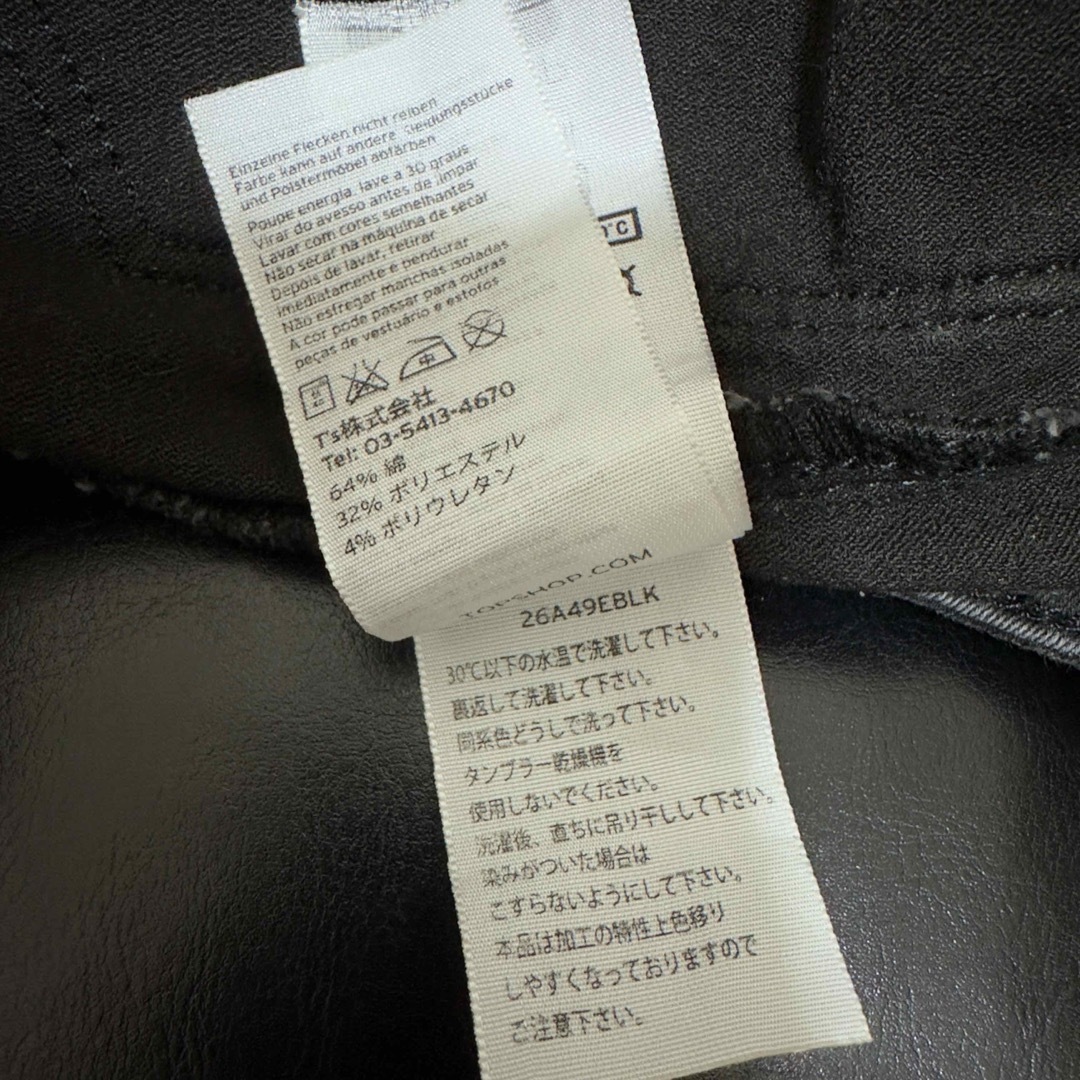 Einzelne Flecken nicht reiben
Farbe kann auf andere Kleidungsstücke
und Polstermöbel abfärben
Poupe energia, lave a 30 graus
Virar do avesso antes de limpar
Lavar com cores semelhantes
Não secar na máquina de secar
Depois de lavar, retirar
imediatamente e pendurar
Não esfregar manchas isoladas
A cor pode passar para outras
peças de vestuário e estofos
中
T's株式会社
Tel: 03-5413-4670
64% 綿
32% ポリエステル
4% ポリウレタン
°C
TOPSHOP.COM
26A49EBLK
30℃以下の水温で洗濯して下さい。
裏返して洗濯して下さい。
同系色どうしで洗って下さい。
タンブラー乾燥機を
使用しないでください。
洗濯後、直ちに吊り干しして下さい。
染みがついた場合は
こすらないようにして下さい。
本品は加工の特性上色移り
しやすくなっておりますので
ご注意下さい。